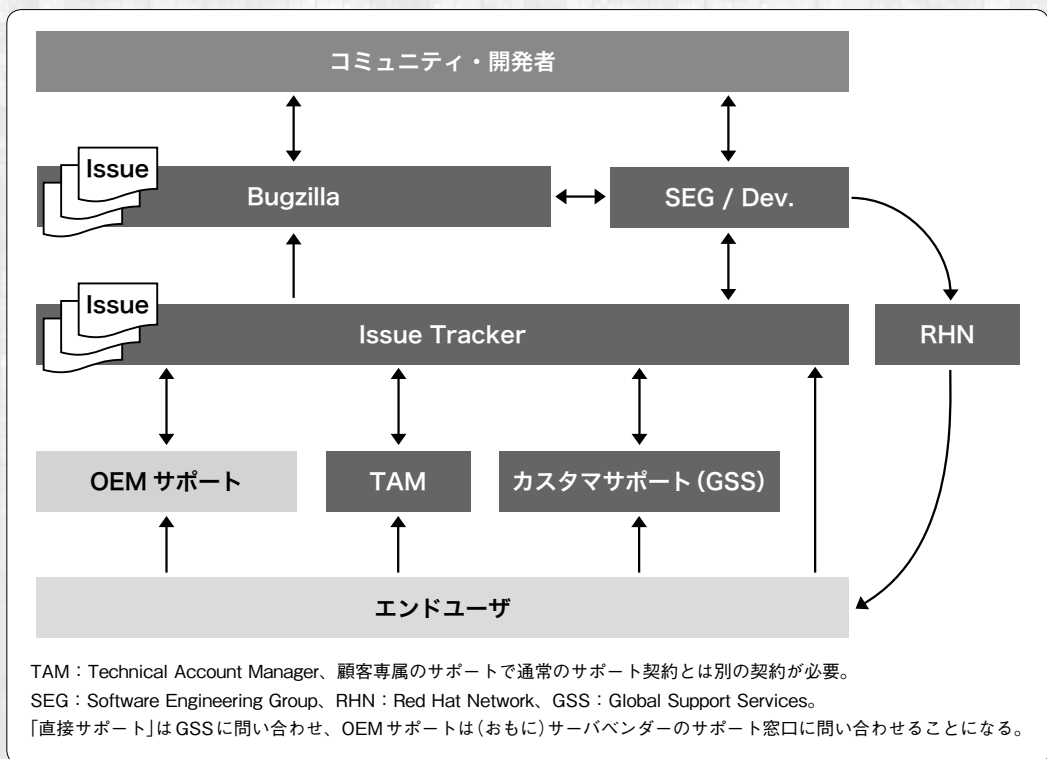 コミュニティ・開発者
Issue
Bugzilla
SEG / Dev.
Issue
Issue Tracker
RHN
OEM サポート
TAM
カスタマサポート(GSS)
エンドユーザ
TAM：Technical Account Manager、顧客専属のサポートで通常のサポート契約とは別の契約が必要。
SEG：Software Engineering Group、RHN：Red Hat Network、GSS：Global Support Services。
「直接サポート」はGSSに問い合わせ、OEMサポートは(おもに)サーバベンダーのサポート窓口に問い合わせることになる。